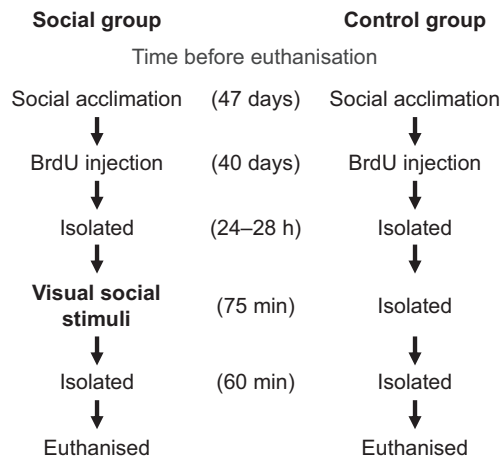 Social group Control group
Time before euthanisation
Social acclimation (47 days) Social acclimation
BrdU injection (40 days) BrdU injection
Isolated (24–28 h) Isolated
Visual social
stimuli (75 min) Isolated
Isolated (60 min) Isolated
Euthanised Euthanised